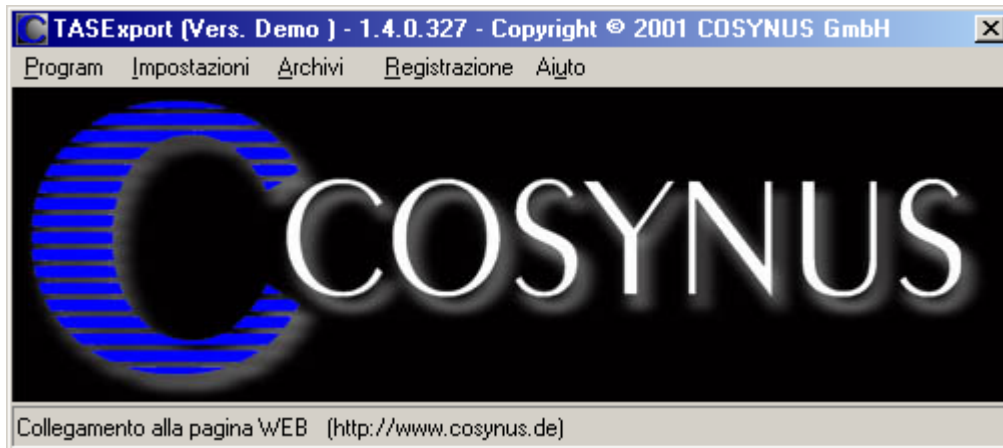 TASExport (Vers. Demo ) - 1.4.0.327 - Copyright © 2001 COSYNUS GmbH
Program Impostazioni Archivi Registrazione Aiuto
COSYNUS
Collegamento alla pagina WEB (http://www.cosynus.de)